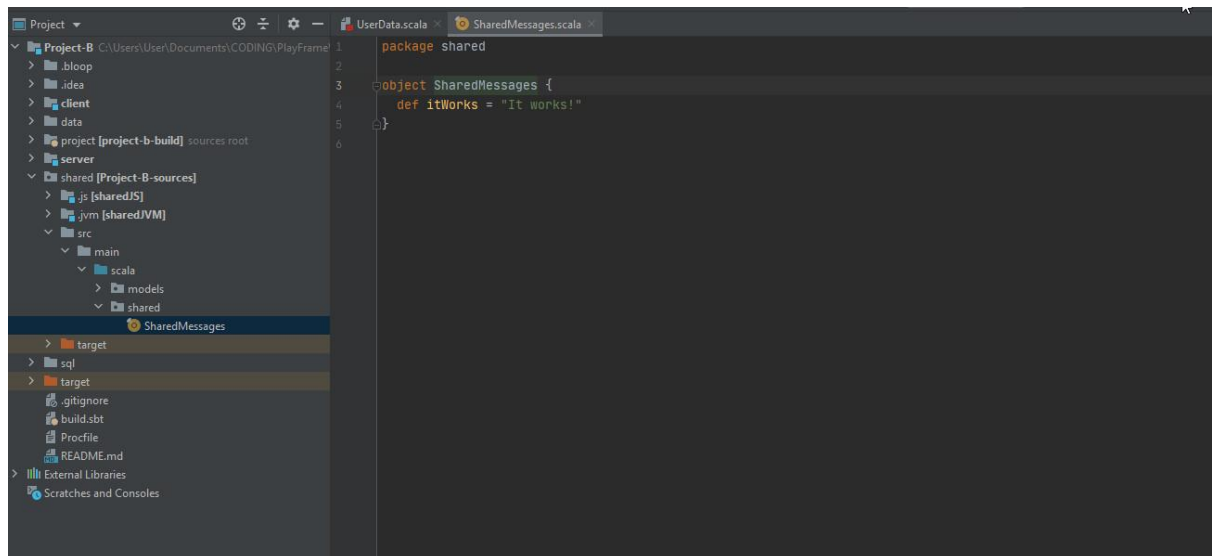 Project
UserData.scala
SharedMessages.scala
Project-B C:\Users\User\Documents\CODING\PlayFrame
.bloop
.idea
client
data
project [project-b-build] sources root
server
shared [Project-B-sources]
.js [sharedJS]
.jvm [sharedJVM]
src
main
scala
models
shared
SharedMessages
target
sql
target
.gitignore
build.sbt
Procfile
README.md
External Libraries
Scratches and Consoles
1 package shared
2
3 object SharedMessages {
4 def itWorks = "It works!"
5 }
6